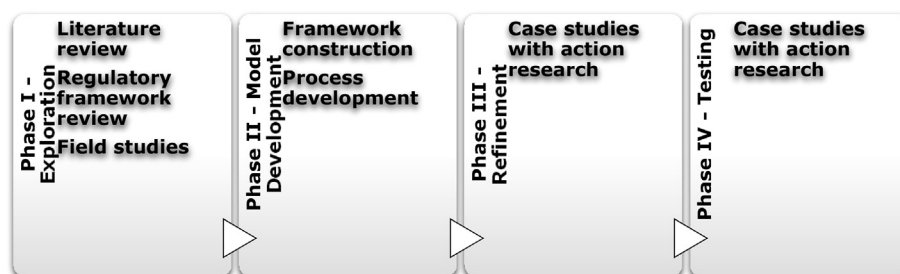 Phase I -
Exploration
Literature
review
Regulatory
framework
review
Field studies
Phase II - Model
Development
Framework
construction
Process
development
Phase III -
Refinement
Case studies
with action
research
Phase IV - Testing
Case studies
with action
research